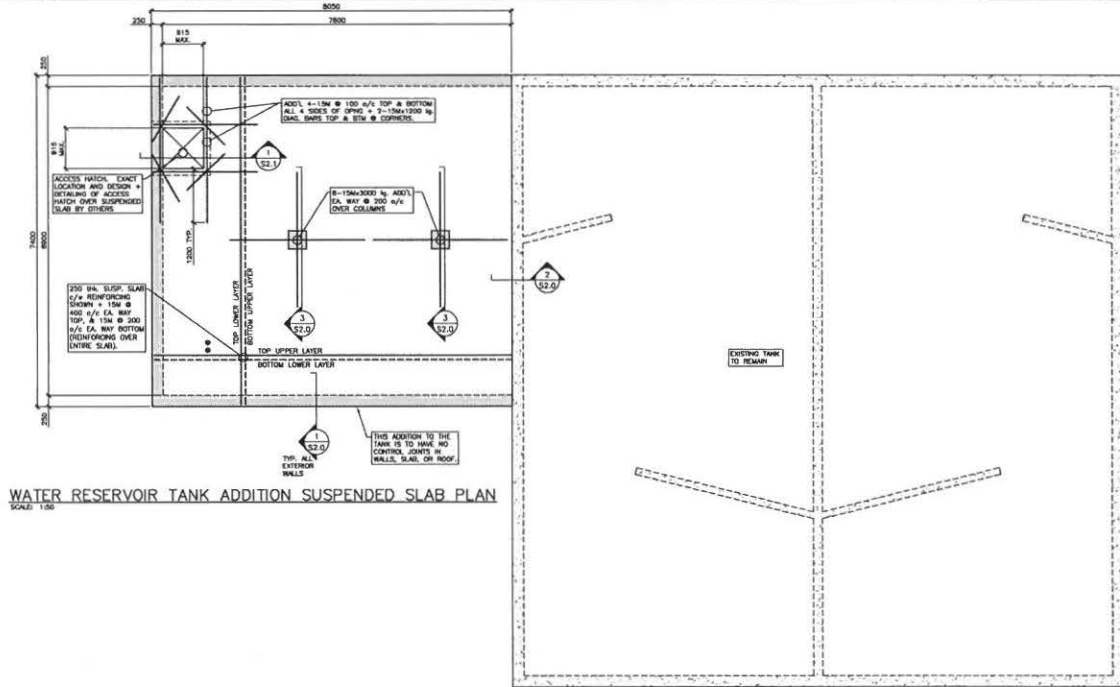 8050
250
7800
815
MAX.
250
ADD'L 4-15M @ 100 o/c TOP & BOTTOM
ALL 4 SIDES OF OPNG + 2-15Mx1200 lg.
DIAG. BARS TOP & BTM @ CORNERS.
815
MAX.
1
S2.1
ACCESS HATCH. EXACT
LOCATION AND DESIGN +
DETAILING OF ACCESS
HATCH OVER SUSPENDED
SLAB BY OTHERS
8-15Mx3000 lg. ADD'L
EA. WAY @ 200 o/c
OVER COLUMNS
7400
6900
1200 TYP.
2
S2.0
250 thk. SUSP. SLAB
c/w REINFORCING
SHOWN + 15M @
400 o/c EA. WAY
TOP, & 15M @ 200
o/c EA. WAY BOTTOM
(REINFORCING OVER
ENTIRE SLAB).
TOP LOWER LAYER
BOTTOM UPPER LAYER
3
S2.0
3
S2.0
TOP UPPER LAYER
BOTTOM LOWER LAYER
EXISTING TANK
TO REMAIN
250
1
S2.0
TYP. ALL
EXTERIOR
WALLS
THIS ADDITION TO THE
TANK IS TO HAVE NO
CONTROL JOINTS IN
WALLS, SLAB, OR ROOF.
WATER RESERVOIR TANK ADDITION SUSPENDED SLAB PLAN
SCALE: 1:50